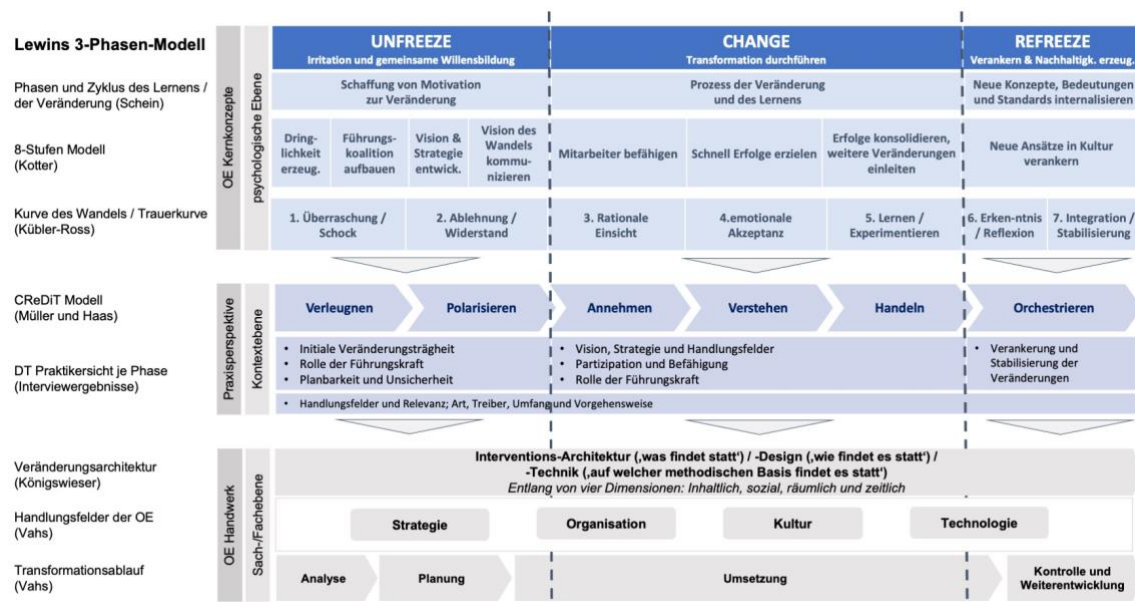 Lewins 3-Phasen-Modell
UNFREEZE
Irritation und gemeinsame Willensbildung
CHANGE
Transformation durchführen
REFREEZE
Verankern & Nachhaltigk. erzeug.
OE Kernkonzepte
psychologische Ebene
Phasen und Zyklus des Lernens /
der Veränderung (Schein)
Schaffung von Motivation
zur Veränderung
Prozess der Veränderung
und des Lernens
Neue Konzepte, Bedeutungen
und Standards internalisieren
8-Stufen Modell
(Kotter)
Dring-
lichkeit
erzeug.
Führungs-
koalition
aufbauen
Vision &
Strategie
entwick.
Vision des
Wandels
kommu-
nizieren
Mitarbeiter befähigen
Schnell Erfolge erzielen
Erfolge konsolidieren,
weitere Veränderungen
einleiten
Neue Ansätze in Kultur
verankern
Kurve des Wandels / Trauerkurve
(Kübler-Ross)
1. Überraschung /
Schock
2. Ablehnung /
Widerstand
3. Rationale
Einsicht
4.emotionale
Akzeptanz
5. Lernen /
Experimentieren
6. Erken-ntnis
/ Reflexion
7. Integration /
Stabilisierung
Praxisperspektive
Kontextebene
CReDiT Modell
(Müller und Haas)
Verleugnen
Polarisieren
Annehmen
Verstehen
Handeln
Orchestrieren
DT Praktikersicht je Phase
(Interviewergebnisse)
• Initiale Veränderungsträgheit
• Rolle der Führungskraft
• Planbarkeit und Unsicherheit
• Vision, Strategie und Handlungsfelder
• Partizipation und Befähigung
• Rolle der Führungskraft
• Verankerung und
Stabilisierung der
Veränderungen
• Handlungsfelder und Relevanz; Art, Treiber, Umfang und Vorgehensweise
OE Handwerk
Sach-/Fachebene
Veränderungsarchitektur
(Königswieser)
Interventions-Architektur (‚was findet statt‘) / -Design (‚wie findet es statt‘) /
-Technik (‚auf welcher methodischen Basis findet es statt‘)
Entlang von vier Dimensionen: Inhaltlich, sozial, räumlich und zeitlich
Handlungsfelder der OE
(Vahs)
Strategie
Organisation
Kultur
Technologie
Transformationsablauf
(Vahs)
Analyse
Planung
Umsetzung
Kontrolle und
Weiterentwicklung